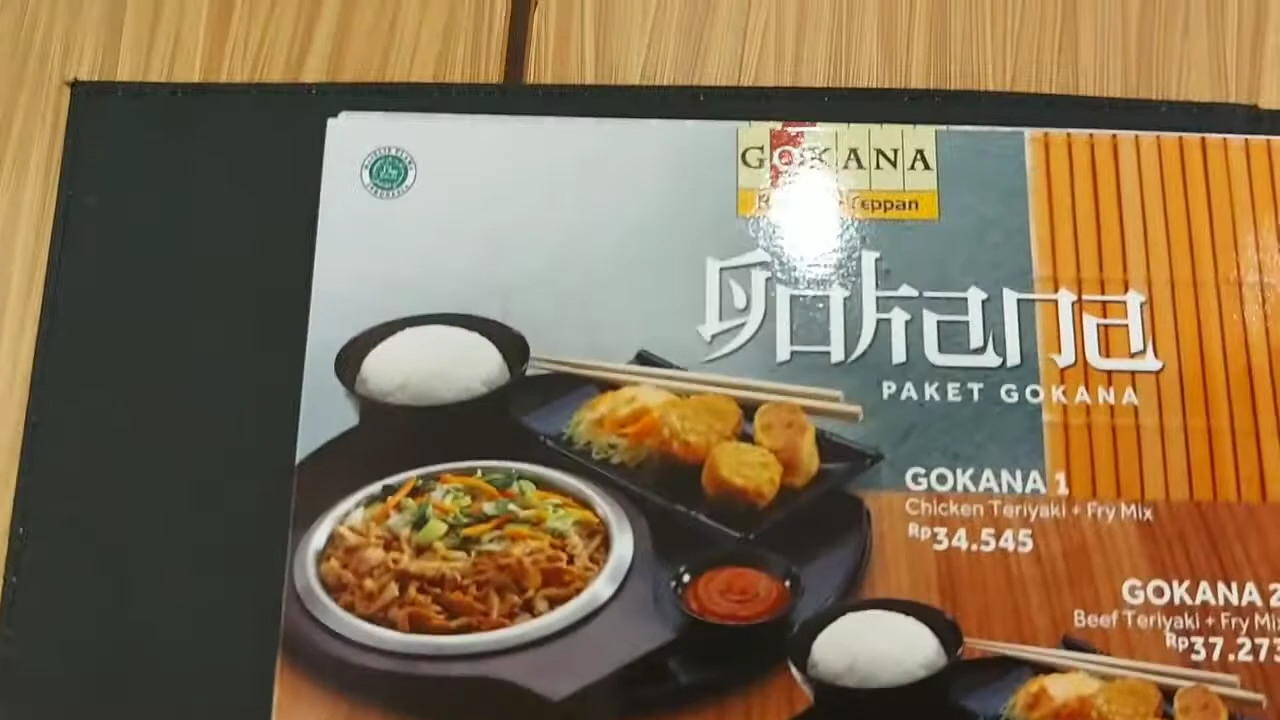 GOKANA
Teppan
gokana
PAKET GOKANA
GOKANA 1
Chicken Teriyaki + Fry Mix
Rp34.545
GOKANA 2
Beef Teriyaki + Fry Mix
Rp37.273